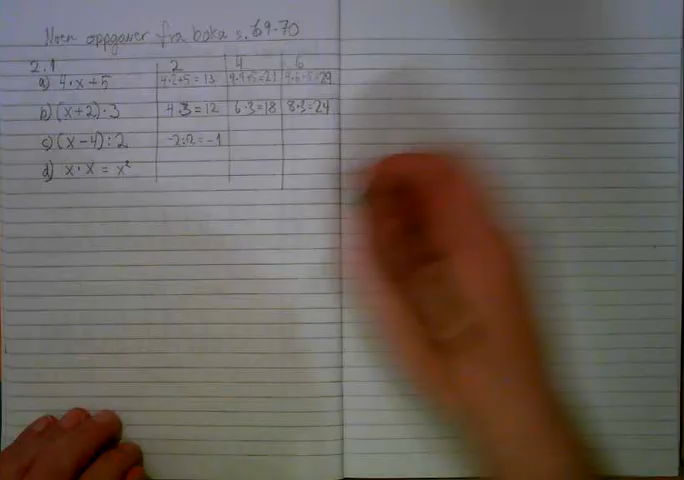 Noen oppgaver fra boka s. 69-70
2.1 2 4 6
a) 4·x+5 4·2+5=13 4·4+5=21 4·6+5=29
b) (x+2)·3 4·3=12 6·3=18 8·3=24
c) (x-4):2 -2:2=-1
d) x·x = x²